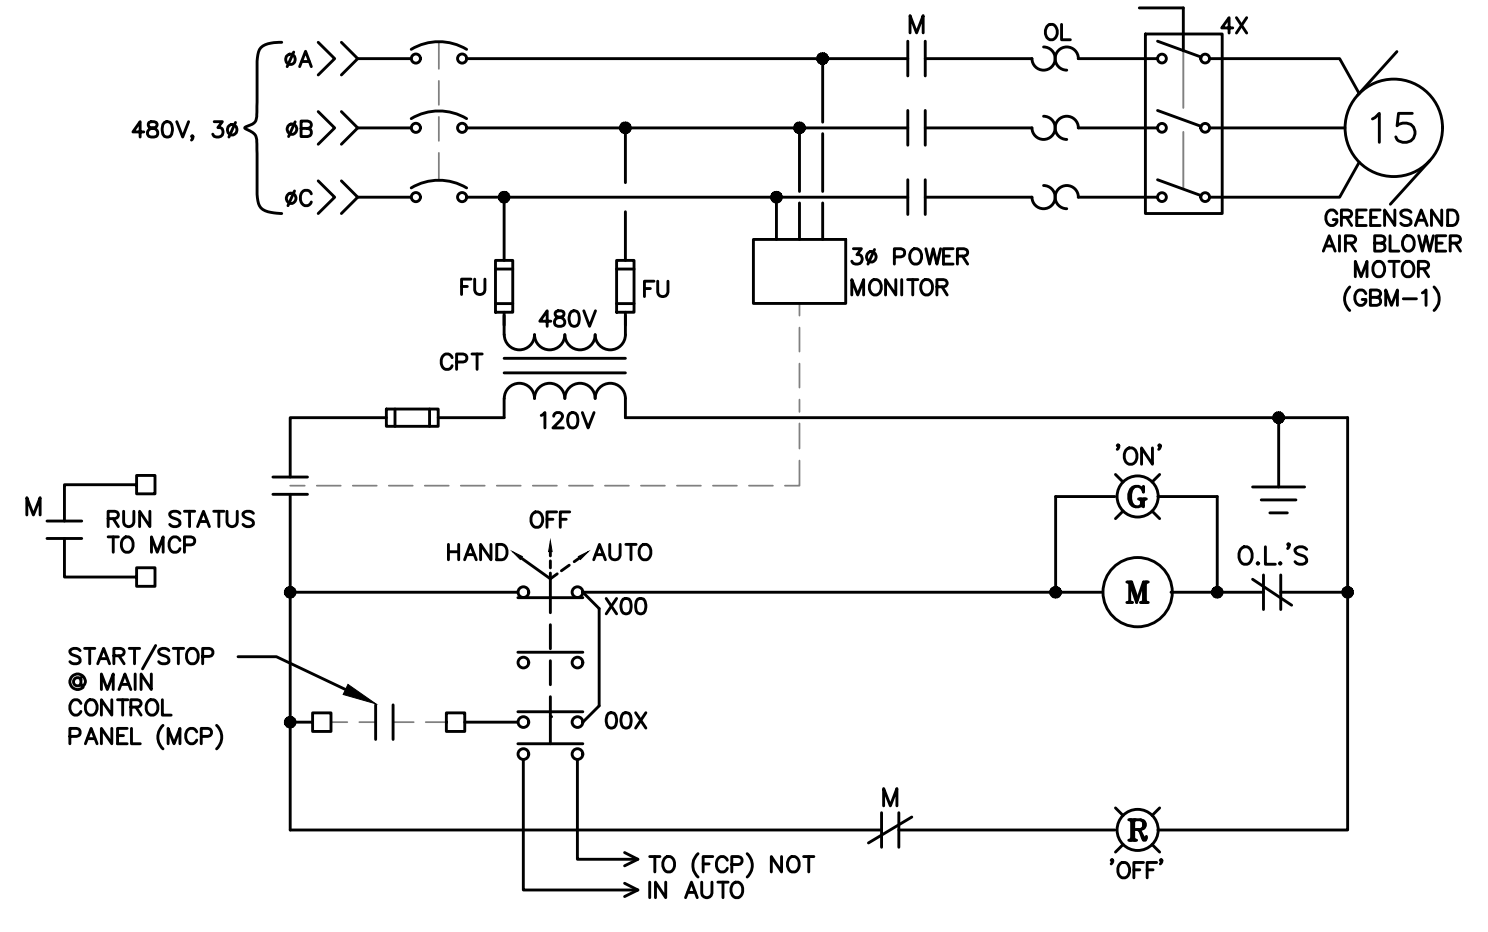 M
OL
4X
øA
480V, 3ø
øB
15
øC
GREENSAND
AIR BLOWER
MOTOR
(GBM-1)
3ø POWER
MONITOR
FU
FU
480V
CPT
120V
'ON'
G
M
RUN STATUS
TO MCP
OFF
HAND
AUTO
O.L.'S
M
X00
START/STOP
@ MAIN
CONTROL
PANEL (MCP)
00X
M
R
'OFF'
TO (FCP) NOT
IN AUTO